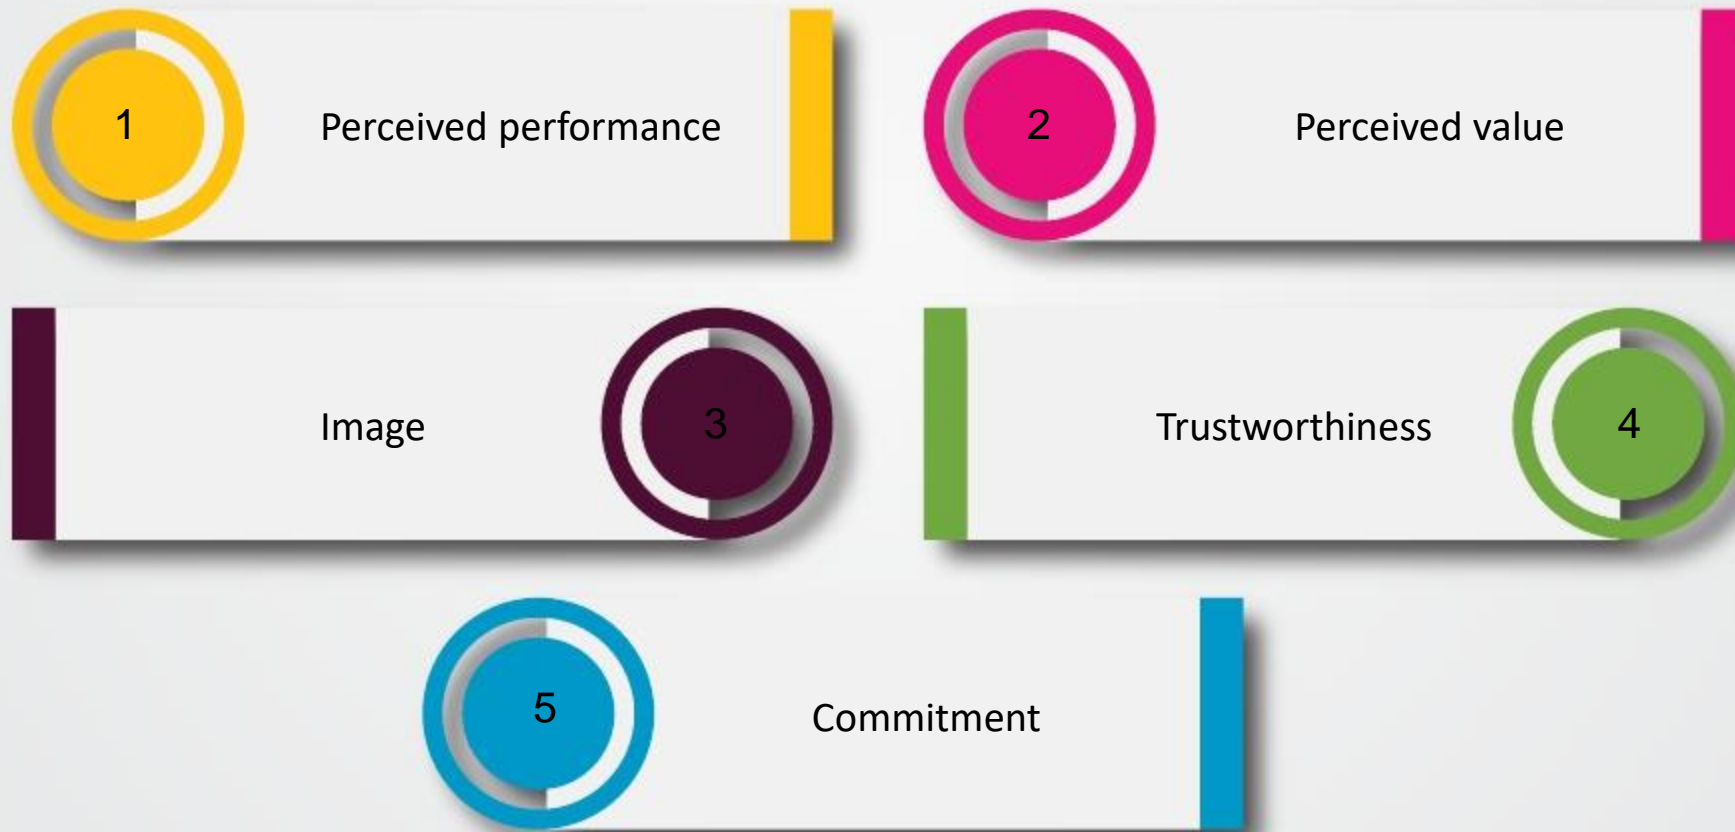 1 Perceived performance
2 Perceived value
Image 3
Trustworthiness 4
5 Commitment